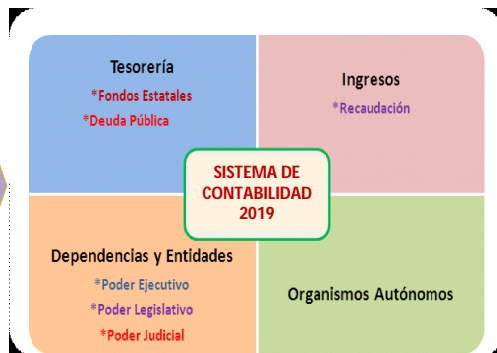 Tesorería
*Fondos Estatales
*Deuda Pública
Ingresos
*Recaudación
SISTEMA DE
CONTABILIDAD
2019
Dependencias y Entidades
*Poder Ejecutivo
*Poder Legislativo
*Poder Judicial
Organismos Autónomos